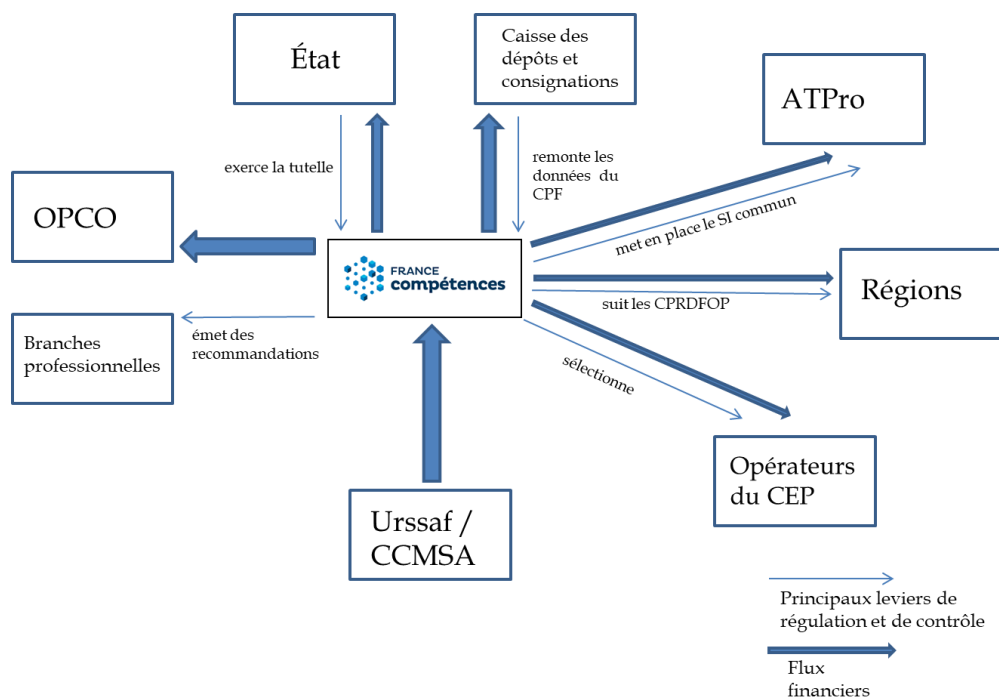 État
Caisse des
dépôts et
consignations
ATPro
exerce la tutelle
remonte les
données du
CPF
OPCO
met en place le SI commun
FRANCE
compétences
Régions
suit les CPRDFOP
Branches
professionnelles
émet des
recommandations
sélectionne
Opérateurs
du CEP
Urssaf /
CCMSA
Principaux leviers de
régulation et de contrôle
Flux
financiers